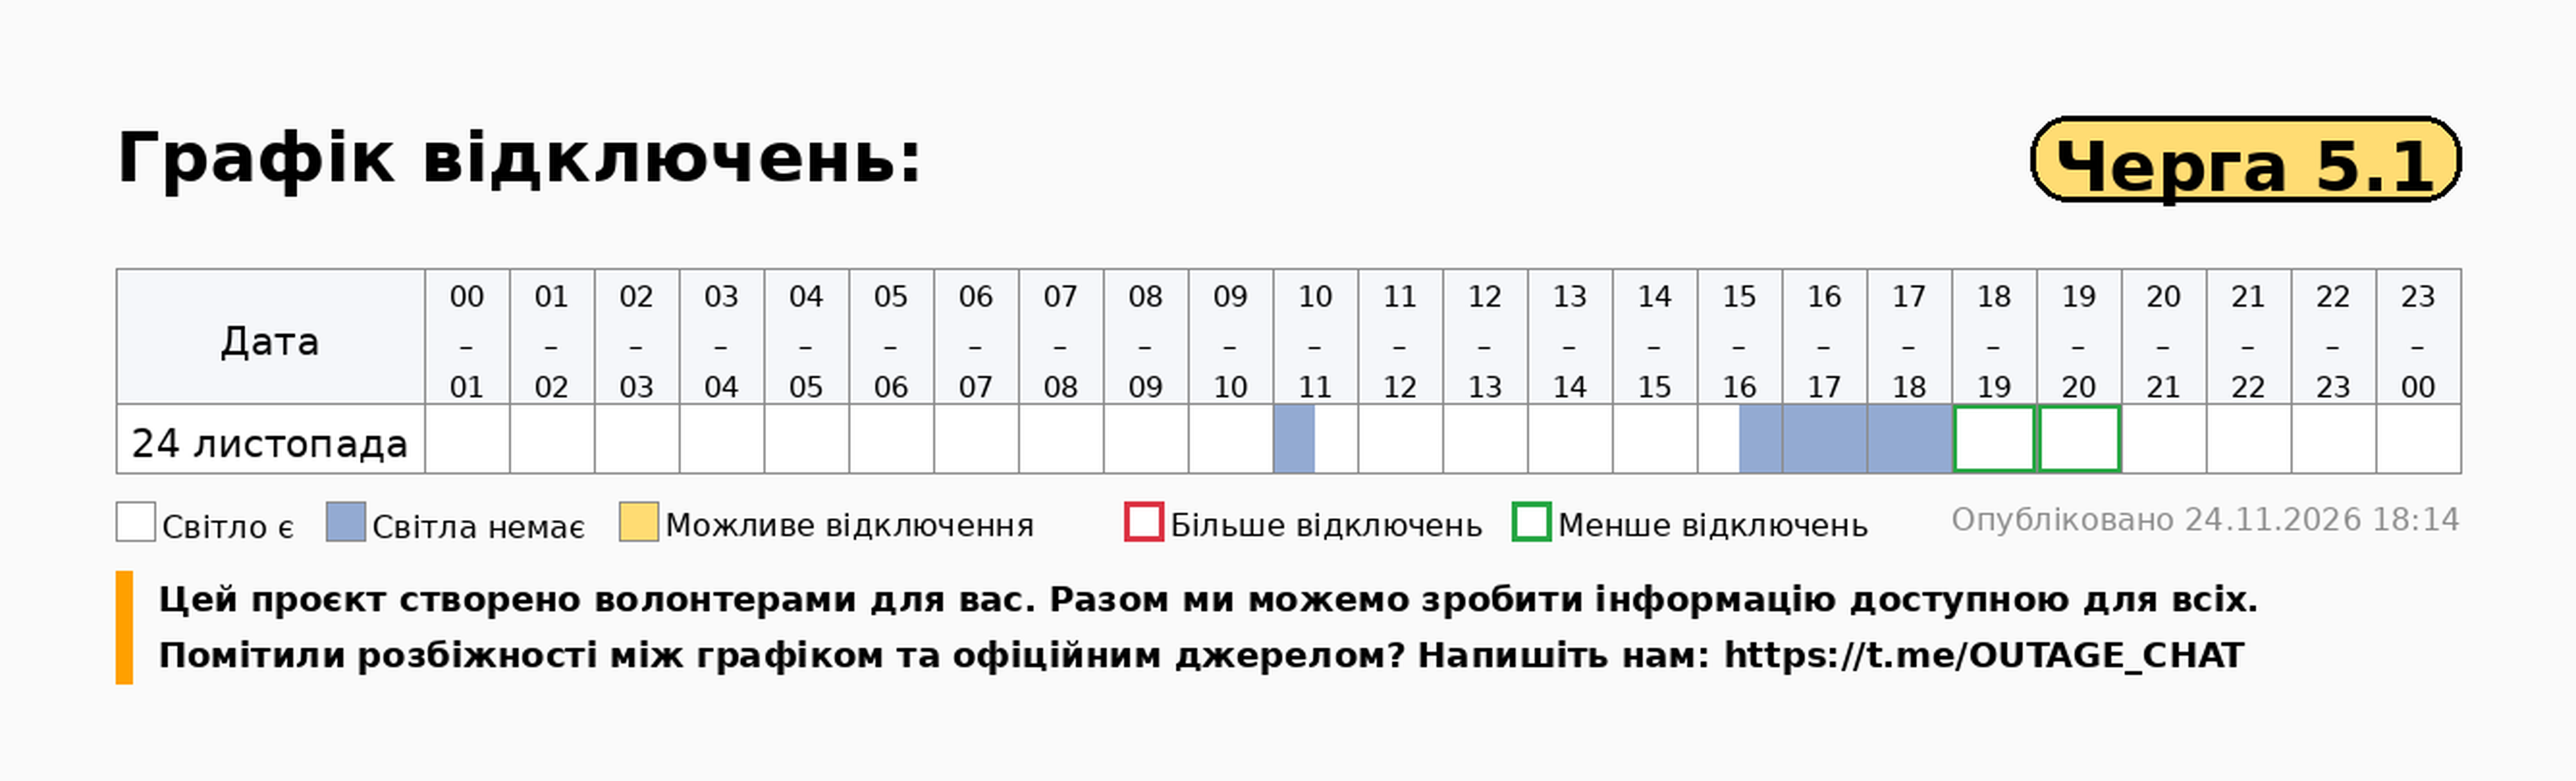 Графік відключень:
Черга 5.1
Дата 00 – 01 01 – 02 02 – 03 03 – 04 04 – 05 05 – 06 06 – 07 07 – 08 08 – 09 09 – 10 10 – 11 11 – 12 12 – 13 13 – 14 14 – 15 15 – 16 16 – 17 17 – 18 18 – 19 19 – 20 20 – 21 21 – 22 22 – 23 23 – 00
24 листопада
Світло є Світла немає Можливе відключення Більше відключень Менше відключень Опубліковано 24.11.2026 18:14
Цей проєкт створено волонтерами для вас. Разом ми можемо зробити інформацію доступною для всіх.
Помітили розбіжності між графіком та офіційним джерелом? Напишіть нам: https://t.me/OUTAGE_CHAT